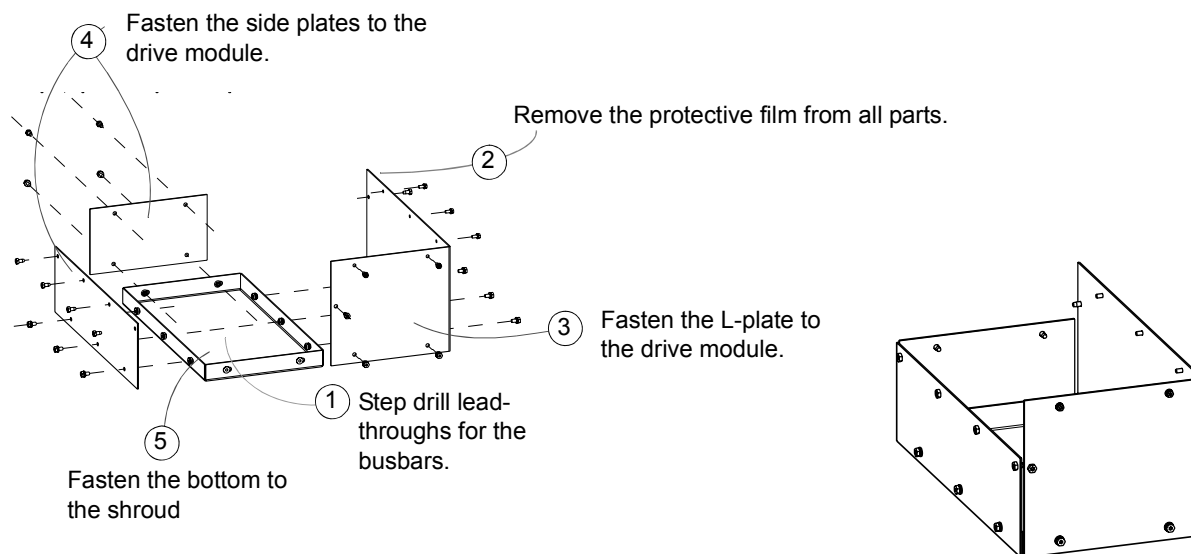 4
Fasten the side plates to the
drive module.
Remove the protective film from all parts.
2
3
Fasten the L-plate to
the drive module.
1
Step drill lead-
throughs for the
busbars.
5
Fasten the bottom to
the shroud